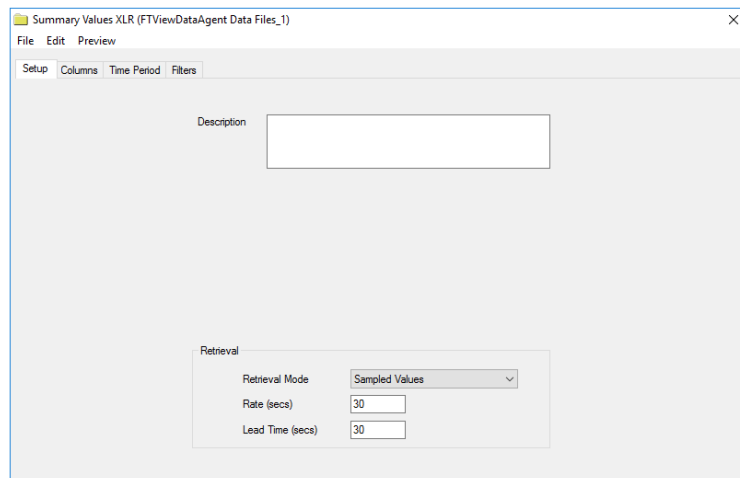 Summary Values XLR (FTViewDataAgent Data Files_1)
File Edit Preview
Setup Columns Time Period Filters
Description
Retrieval
Retrieval Mode Sampled Values
Rate (secs) 30
Lead Time (secs) 30